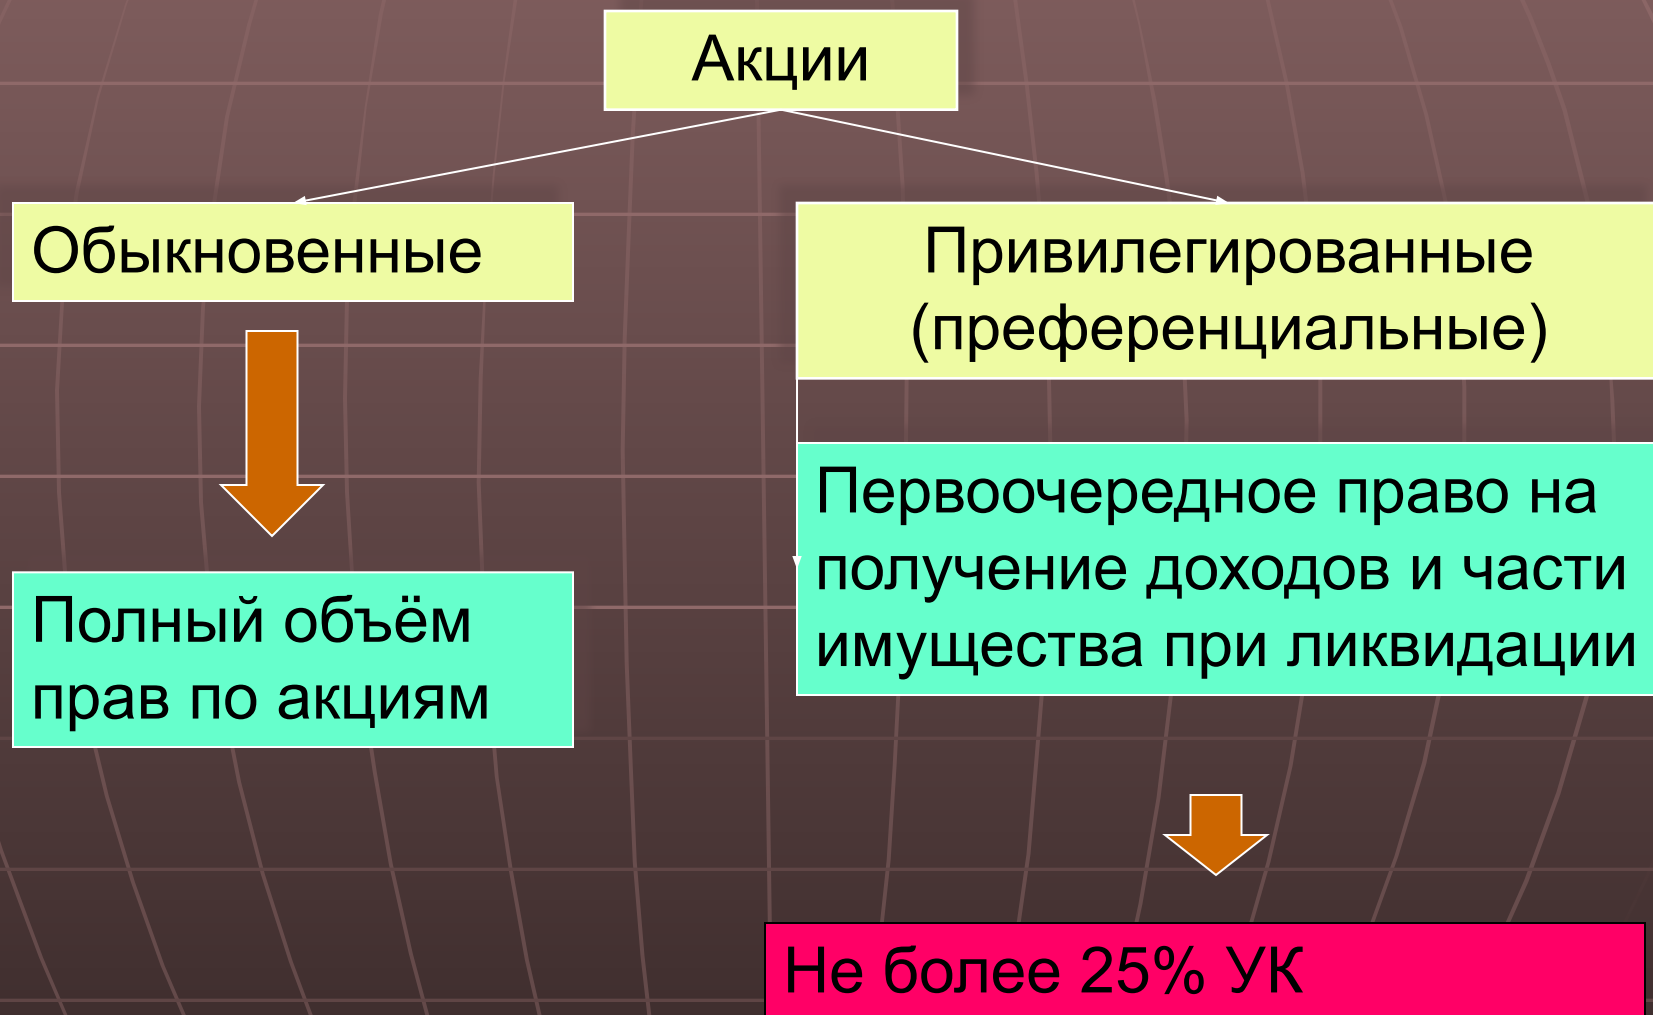 Акции
Обыкновенные
Привилегированные
(преференциальные)
Первоочередное право на
получение доходов и части
имущества при ликвидации
Полный объём
прав по акциям
Не более 25% УК